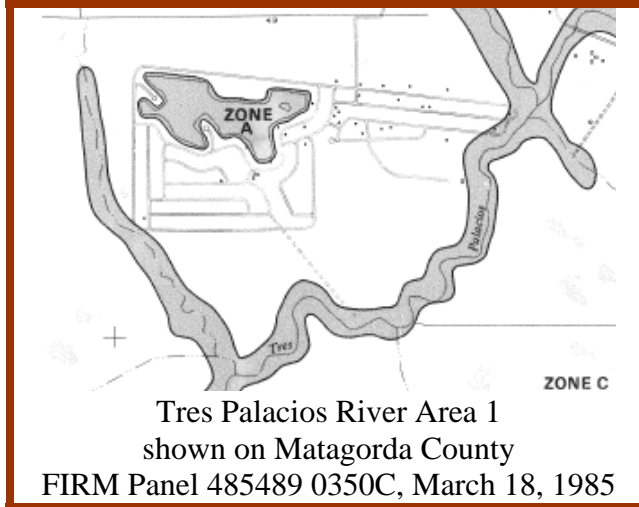 49
ZONE
A
Palacios
Tres
ZONE C
Tres Palacios River Area 1
shown on Matagorda County
FIRM Panel 485489 0350C, March 18, 1985